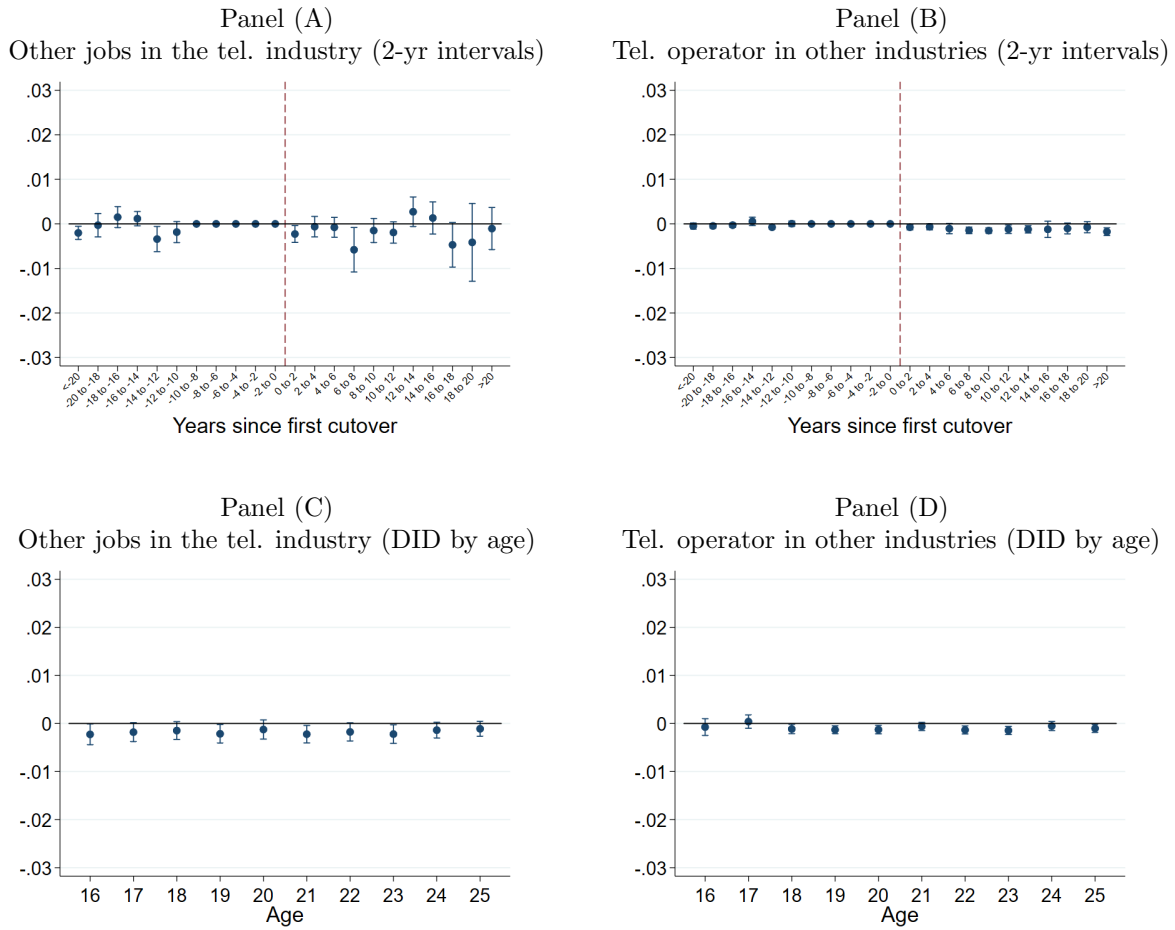 Panel (A)
Other jobs in the tel. industry (2-yr intervals)
.03
.02
.01
0
-.01
-.02
-.03
<-20
-20 to -18
-18 to -16
-16 to -14
-14 to -12
-12 to -10
-10 to -8
-8 to -6
-6 to -4
-4 to -2
-2 to 0
0 to 2
2 to 4
4 to 6
6 to 8
8 to 10
10 to 12
12 to 14
14 to 16
16 to 18
18 to 20
>20
Years since first cutover
Panel (B)
Tel. operator in other industries (2-yr intervals)
.03
.02
.01
0
-.01
-.02
-.03
<-20
-20 to -18
-18 to -16
-16 to -14
-14 to -12
-12 to -10
-10 to -8
-8 to -6
-6 to -4
-4 to -2
-2 to 0
0 to 2
2 to 4
4 to 6
6 to 8
8 to 10
10 to 12
12 to 14
14 to 16
16 to 18
18 to 20
>20
Years since first cutover
Panel (C)
Other jobs in the tel. industry (DID by age)
.03
.02
.01
0
-.01
-.02
-.03
16 17 18 19 20 21 22 23 24 25
Age
Panel (D)
Tel. operator in other industries (DID by age)
.03
.02
.01
0
-.01
-.02
-.03
16 17 18 19 20 21 22 23 24 25
Age